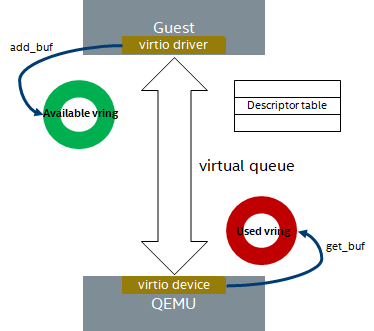 Guest
virtio driver
add_buf
Available vring
Descriptor table
virtual queue
Used vring
get_buf
virtio device
QEMU